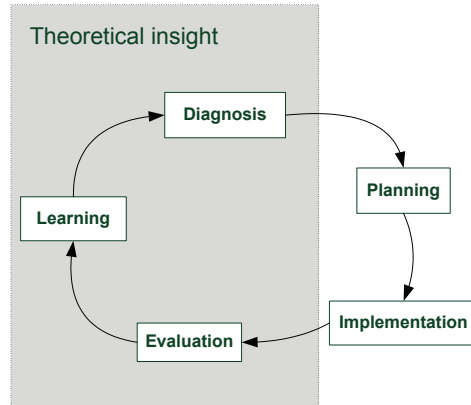 Theoretical insight
Diagnosis
Planning
Learning
Implementation
Evaluation